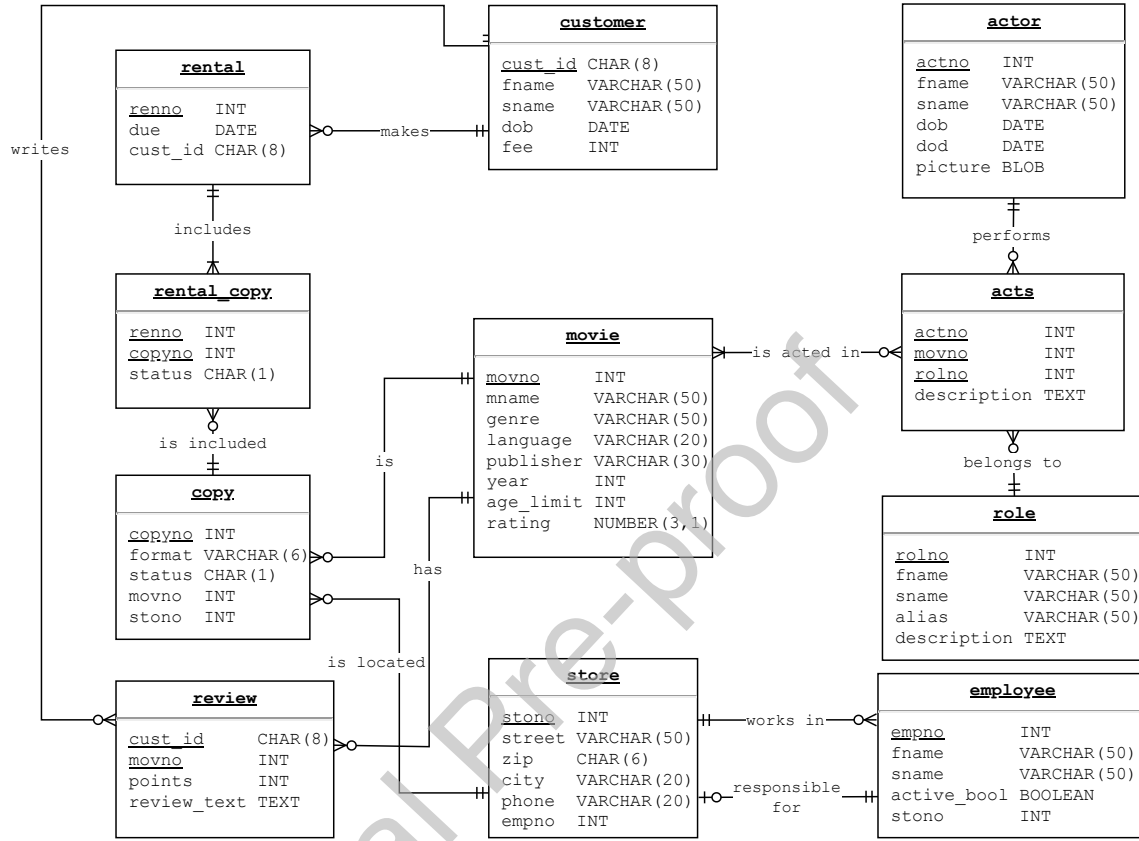 customer
cust_id CHAR(8)
fname VARCHAR(50)
sname VARCHAR(50)
dob DATE
fee INT
actor
actno INT
fname VARCHAR(50)
sname VARCHAR(50)
dob DATE
dod DATE
picture BLOB
rental
renno INT
due DATE
cust_id CHAR(8)
makes
writes
includes
performs
rental_copy
renno INT
copyno INT
status CHAR(1)
movie
movno INT
mname VARCHAR(50)
genre VARCHAR(50)
language VARCHAR(20)
publisher VARCHAR(30)
year INT
age_limit INT
rating NUMBER(3,1)
is acted in
acts
actno INT
movno INT
rolno INT
description TEXT
is included
is
belongs to
copy
copyno INT
format VARCHAR(6)
status CHAR(1)
movno INT
stono INT
has
role
rolno INT
fname VARCHAR(50)
sname VARCHAR(50)
alias VARCHAR(50)
description TEXT
is located
review
cust_id CHAR(8)
movno INT
points INT
review_text TEXT
store
stono INT
street VARCHAR(50)
zip CHAR(6)
city VARCHAR(20)
phone VARCHAR(20)
empno INT
works in
responsible
for
employee
empno INT
fname VARCHAR(50)
sname VARCHAR(50)
active_bool BOOLEAN
stono INT
al Pre-proof